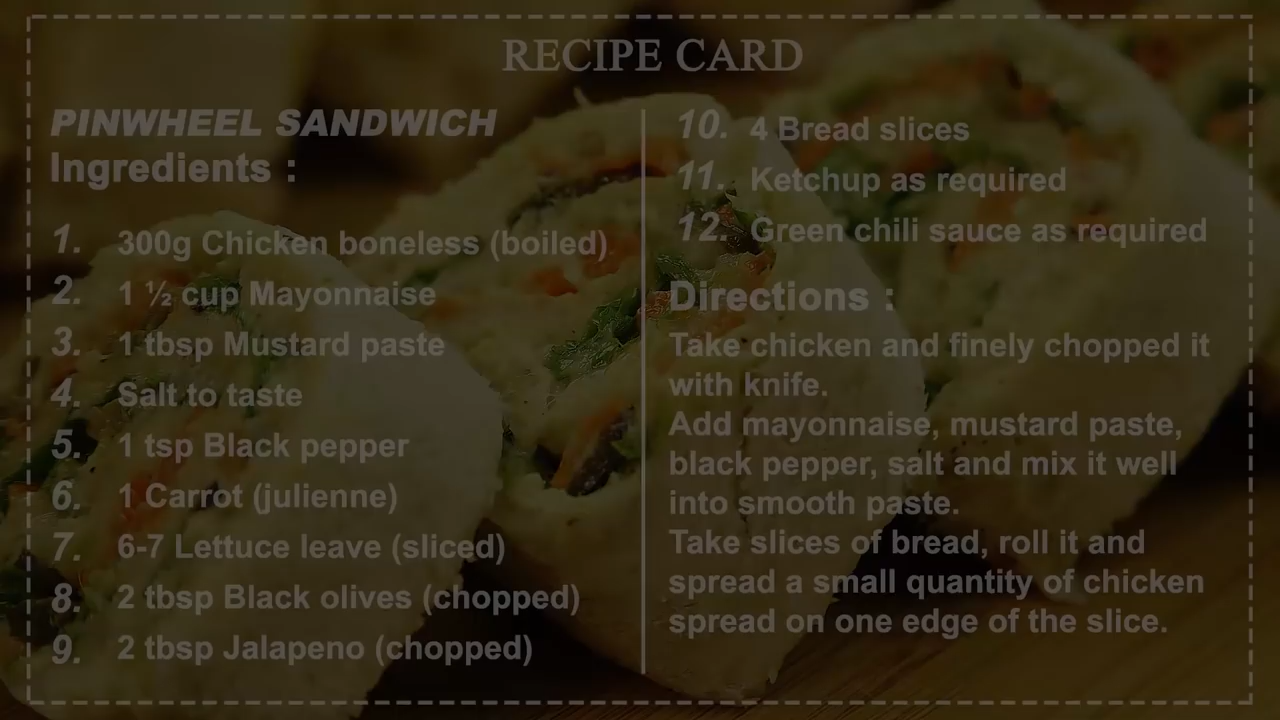 RECIPE CARD
PINWHEEL SANDWICH
Ingredients :
1. 300g Chicken boneless (boiled)
2. 1 ½ cup Mayonnaise
3. 1 tbsp Mustard paste
4. Salt to taste
5. 1 tsp Black pepper
6. 1 Carrot (julienne)
7. 6-7 Lettuce leave (sliced)
8. 2 tbsp Black olives (chopped)
9. 2 tbsp Jalapeno (chopped)
10. 4 Bread slices
11. Ketchup as required
12. Green chili sauce as required
Directions :
Take chicken and finely chopped it
with knife.
Add mayonnaise, mustard paste,
black pepper, salt and mix it well
into smooth paste.
Take slices of bread, roll it and
spread a small quantity of chicken
spread on one edge of the slice.